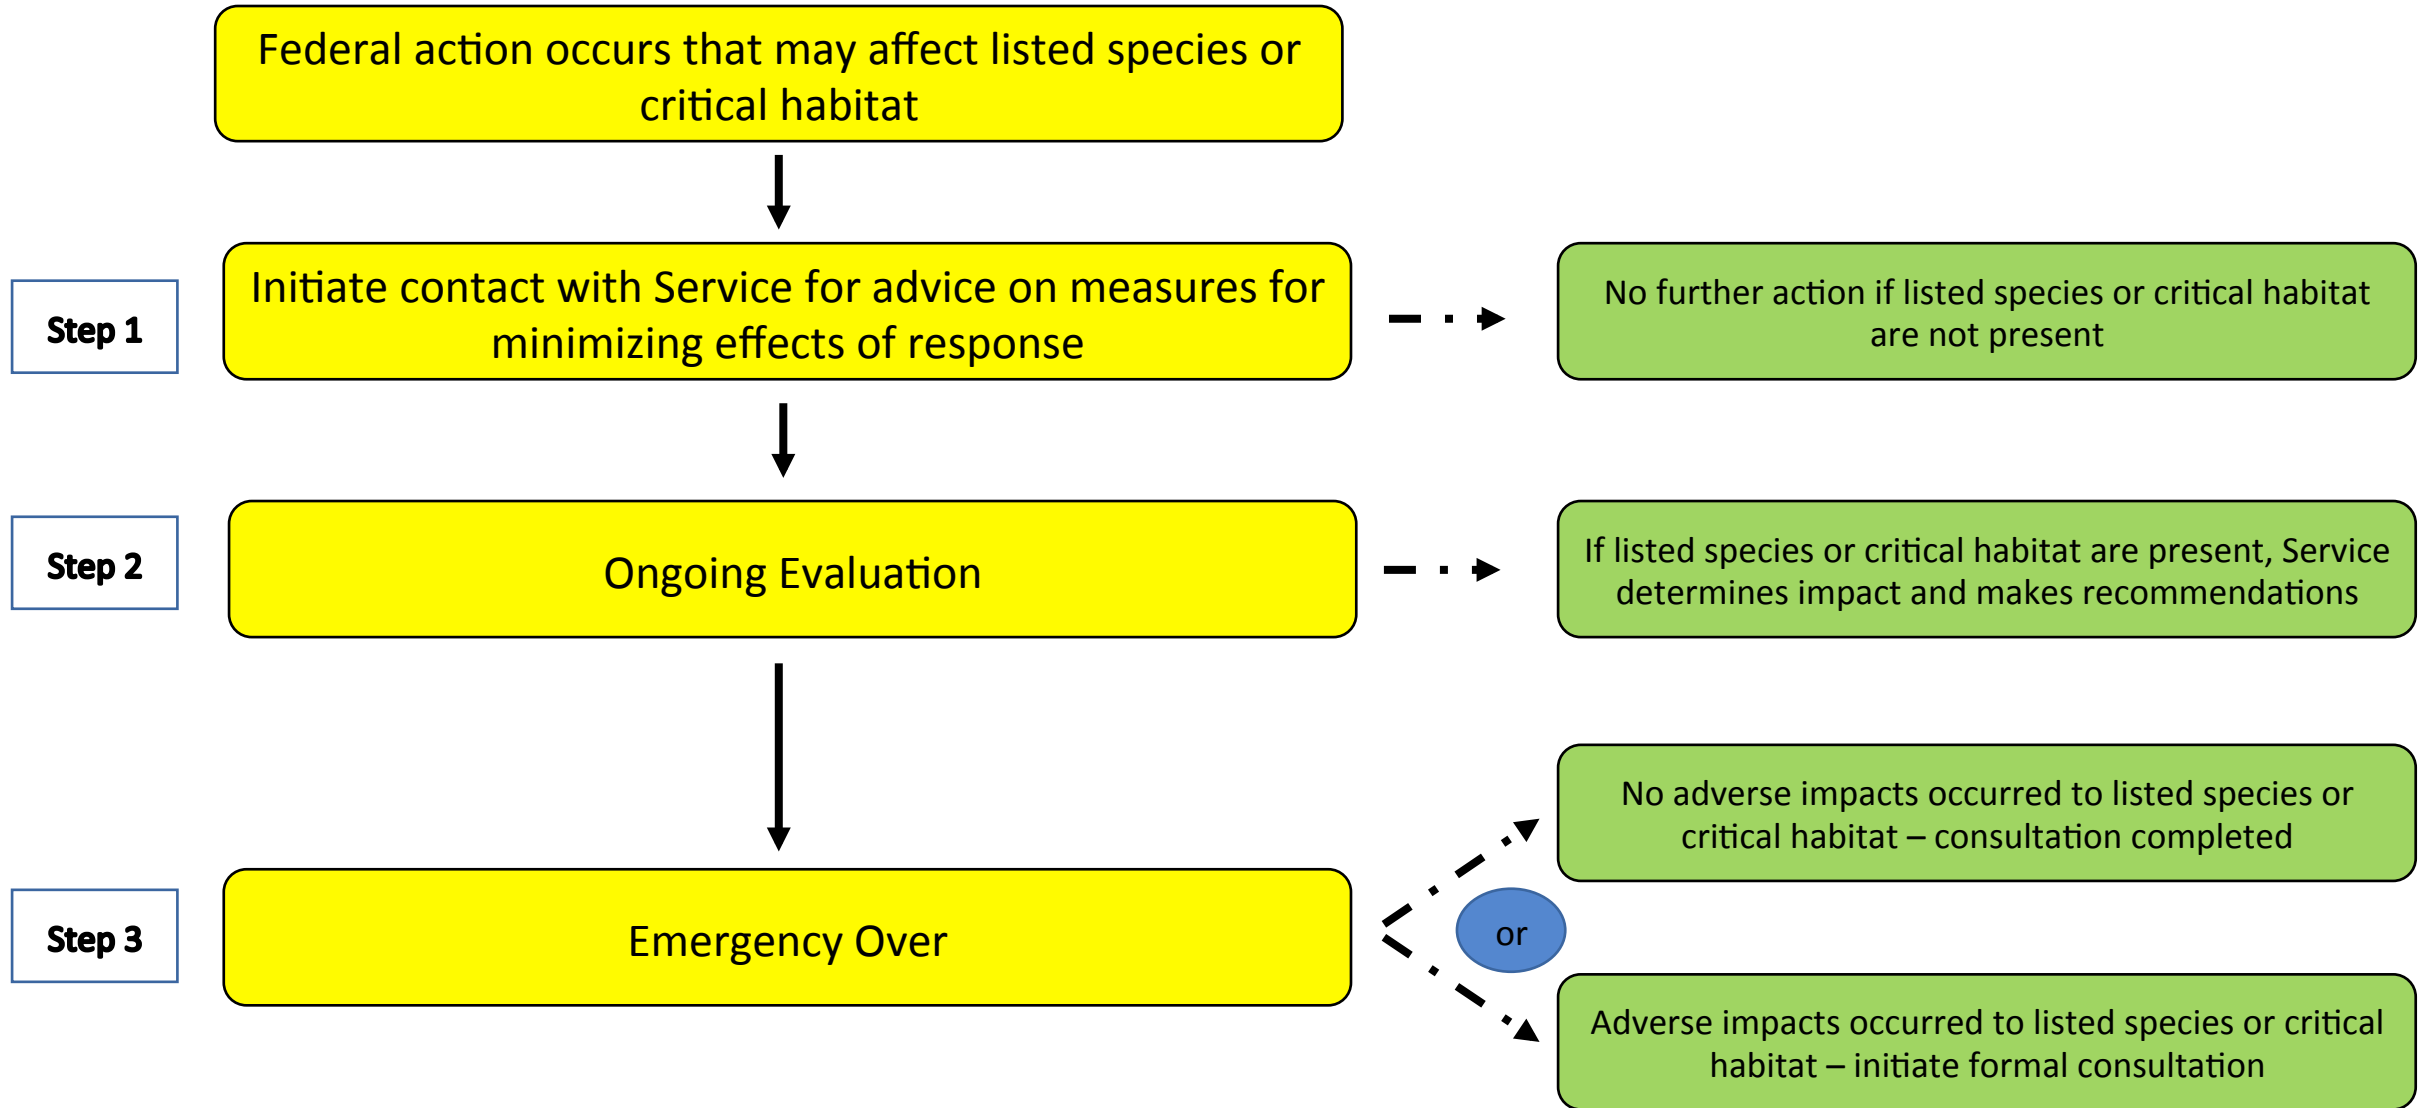 Federal action occurs that may affect listed species or
critical habitat
Step 1
Initiate contact with Service for advice on measures for
minimizing effects of response
No further action if listed species or critical habitat
are not present
Step 2
Ongoing Evaluation
If listed species or critical habitat are present, Service
determines impact and makes recommendations
Step 3
Emergency Over
No adverse impacts occurred to listed species or
critical habitat – consultation completed
or
Adverse impacts occurred to listed species or critical
habitat – initiate formal consultation